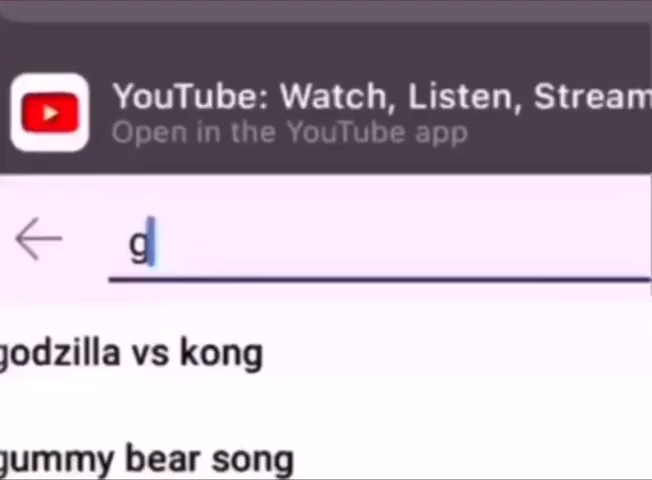 YouTube: Watch, Listen, Stream
Open in the YouTube app
g
godzilla vs kong
gummy bear song